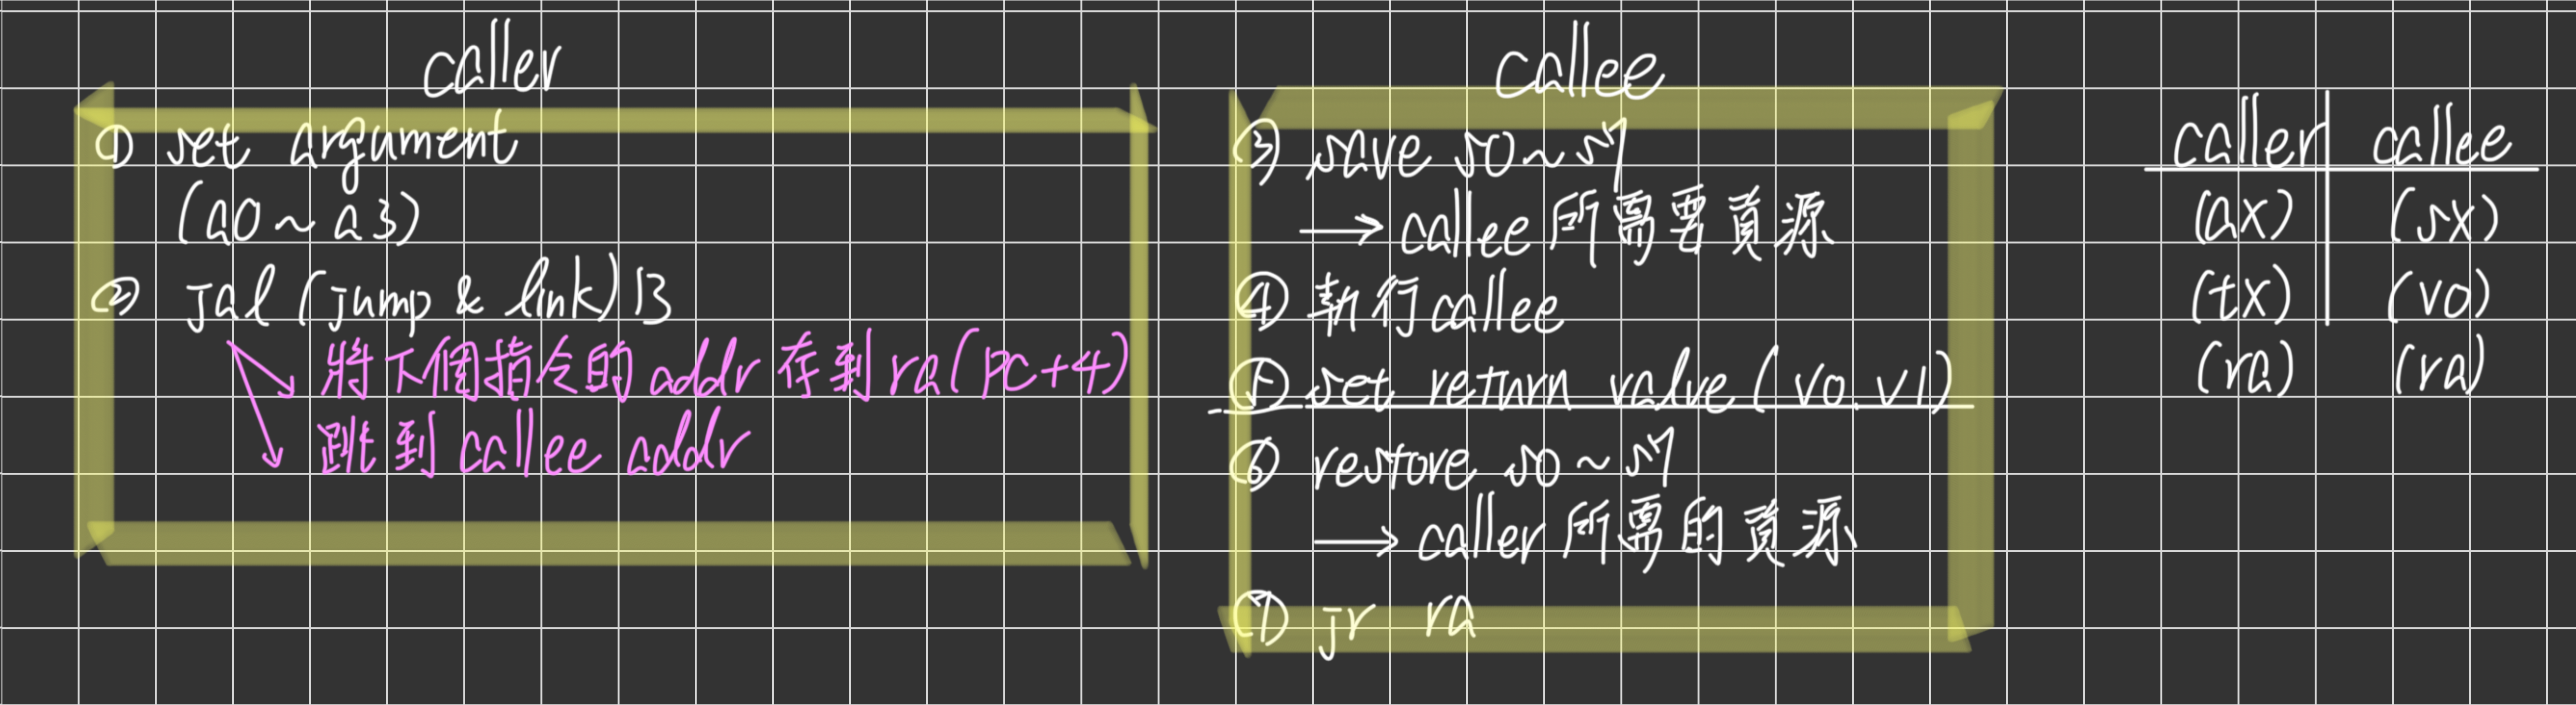 caller
① set argument
(a0 ~ a3)
② jal (jump & link) B
將下個指令的 addr 存到 ra (PC+4)
跳到 callee addr
callee
③ save s0 ~ s7
→ callee 所需要資源
④ 執行 callee
⑤ set return value (v0. v1)
⑥ restore s0 ~ s7
→ caller 所需的資源
⑦ jr ra
caller callee
(ax) (sx)
(tx) (v0)
(ra) (ra)